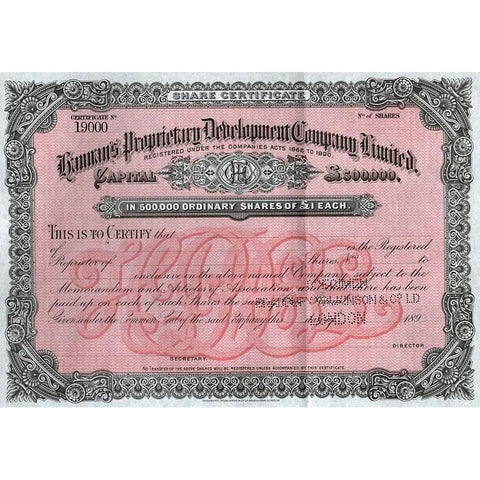 SHARE CERTIFICATE
CERTIFICATE Nº
19000
Nº OF SHARES
Hannan's Proprietary Development Company Limited.
REGISTERED UNDER THE COMPANIES ACTS 1862 TO 1890.
CAPITAL £500,000.
IN 500,000 ORDINARY SHARES OF £1 EACH.
THIS IS TO CERTIFY that
of is the Registered
Proprietor of Shares Nº
to inclusive in the above named Company subject to the
Memorandum and Articles of Association and there has been
paid up on each of such Shares the sum
SPECIMEN
WILKINSON & Cº LD
LONDON
Given under the Common Seal of the said Company this day 189
DIRECTOR
SECRETARY.
NO TRANSFER OF THE ABOVE SHARES WILL BE REGISTERED UNLESS ACCOMPANIED BY THIS CERTIFICATE.